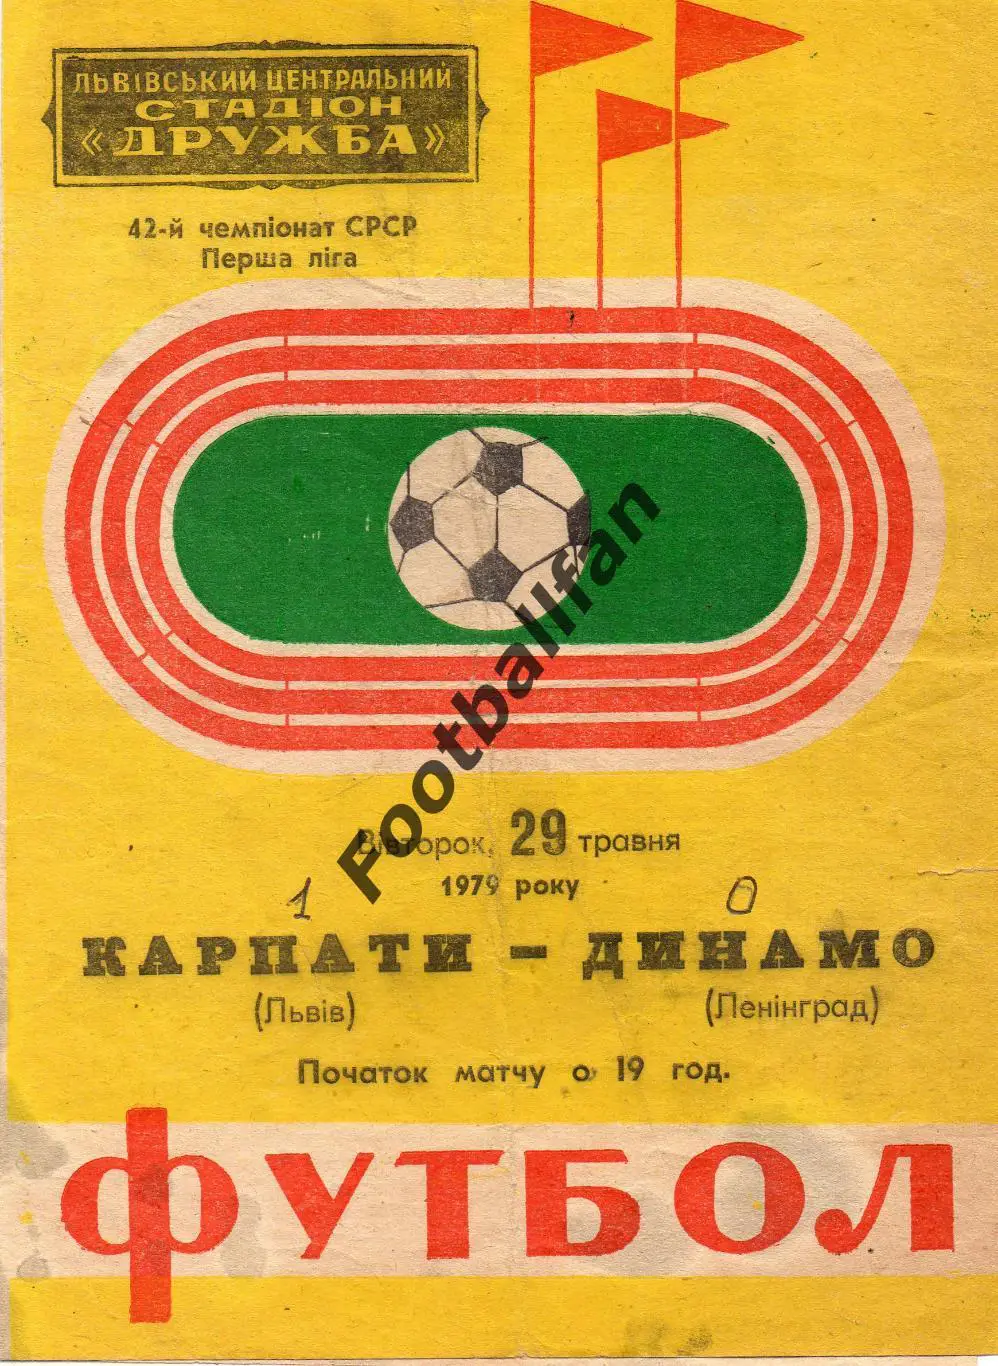 ЛЬВІВСЬКИЙ ЦЕНТРАЛЬНИЙ
СТАДІОН
«ДРУЖБА»
42-й чемпіонат СРСР
Перша ліга
Footballfan
Вівторок, 29 травня
1979 року
1 0
КАРПАТИ – ДИНАМО
(Львів) (Ленінград)
Початок матчу о 19 год.
ФУТБОЛ